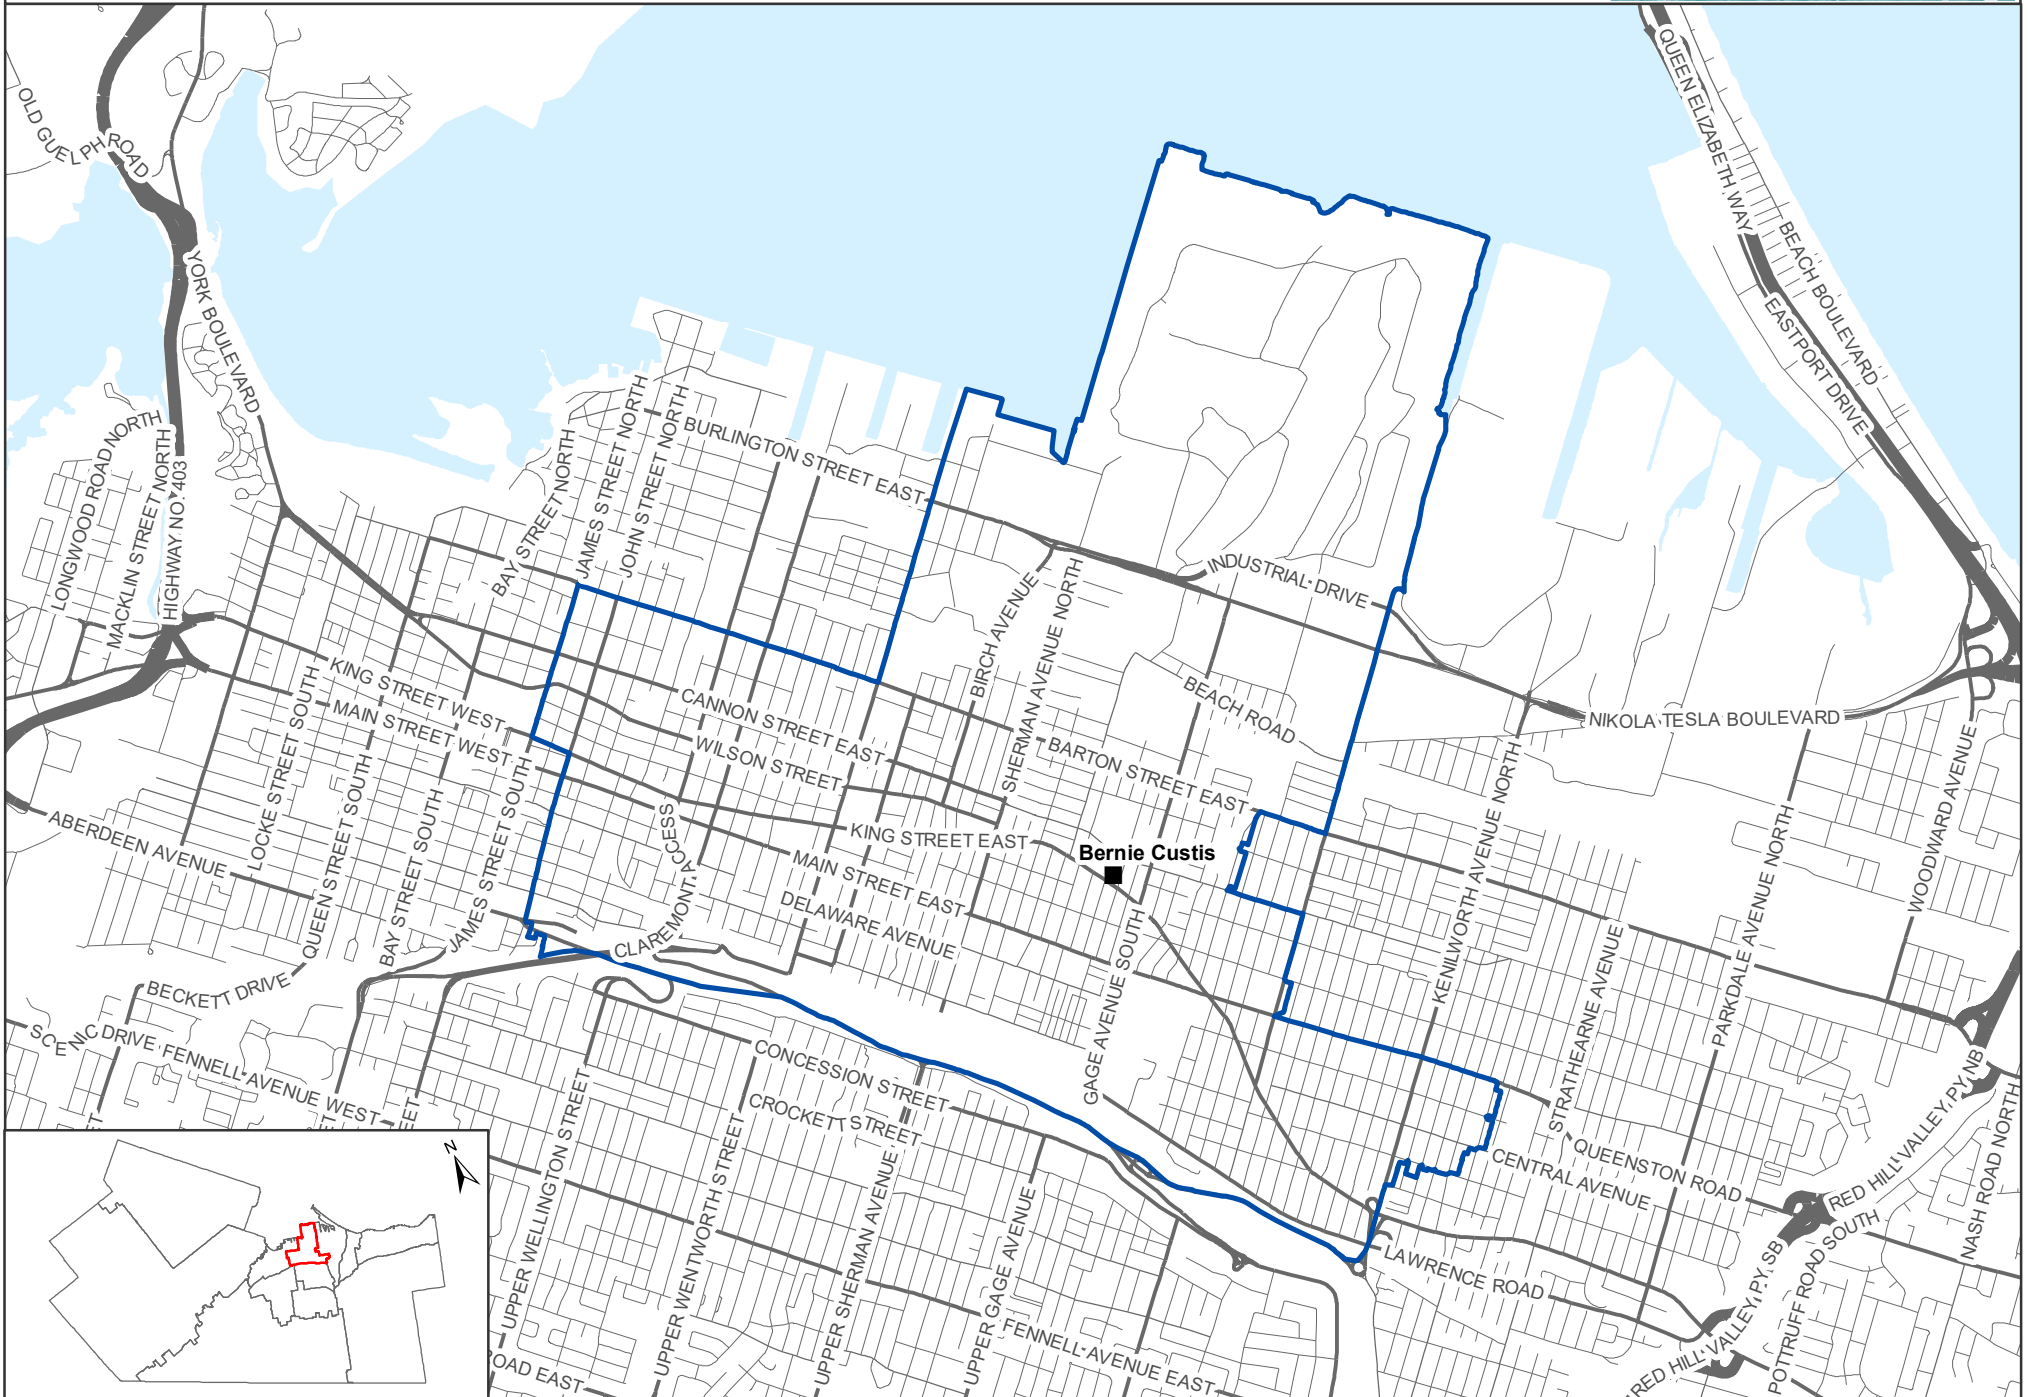 OLD GUELPH ROAD
QUEEN ELIZABETH WAY
BEACH BOULEVARD
EASTPORT DRIVE
YORK BOULEVARD
LONGWOOD ROAD NORTH
MACKLIN STREET NORTH
HIGHWAY NO. 403
BAY STREET NORTH
JAMES STREET NORTH
JOHN STREET NORTH
BURLINGTON STREET EAST
INDUSTRIAL DRIVE
BIRCH AVENUE
SHERMAN AVENUE NORTH
BEACH ROAD
NIKOLA TESLA BOULEVARD
KING STREET WEST
MAIN STREET WEST
CANNON STREET EAST
WILSON STREET
BARTON STREET EAST
KENILWORTH AVENUE NORTH
WOODWARD AVENUE
PARKDALE AVENUE NORTH
ABERDEEN AVENUE
LOCKE STREET SOUTH
QUEEN STREET SOUTH
BAY STREET SOUTH
JAMES STREET SOUTH
CLAREMONT ACCESS
KING STREET EAST
Bernie Custis
MAIN STREET EAST
DELAWARE AVENUE
GAGE AVENUE SOUTH
STRATHEARNE AVENUE
BECKETT DRIVE
SCENIC DRIVE
FENNELL AVENUE WEST
CONCESSION STREET
CROCKETT STREET
QUEENSTON ROAD
CENTRAL AVENUE
RED HILL VALLEY PY NB
NASH ROAD NORTH
ET
ET
EET
N
UPPER WELLINGTON STREET
UPPER WENTWORTH STREET
UPPER SHERMAN AVENUE
UPPER GAGE AVENUE
LAWRENCE ROAD
RED HILL VALLEY PY SB
POTTRUFF ROAD SOUTH
FENNELL AVENUE EAST
OAD EAST